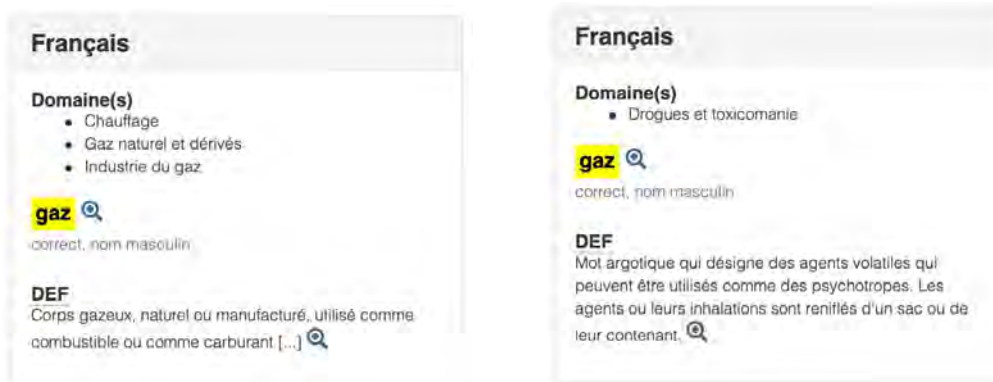 Français
Domaine(s)
• Chauffage
• Gaz naturel et dérivés
• Industrie du gaz
gaz
correct, nom masculin
DEF
Corps gazeux, naturel ou manufacturé, utilisé comme
combustible ou comme carburant [...]
Français
Domaine(s)
• Drogues et toxicomanie
gaz
correct, nom masculin
DEF
Mot argotique qui désigne des agents volatiles qui
peuvent être utilisés comme des psychotropes. Les
agents ou leurs inhalations sont reniflés d'un sac ou de
leur contenant.